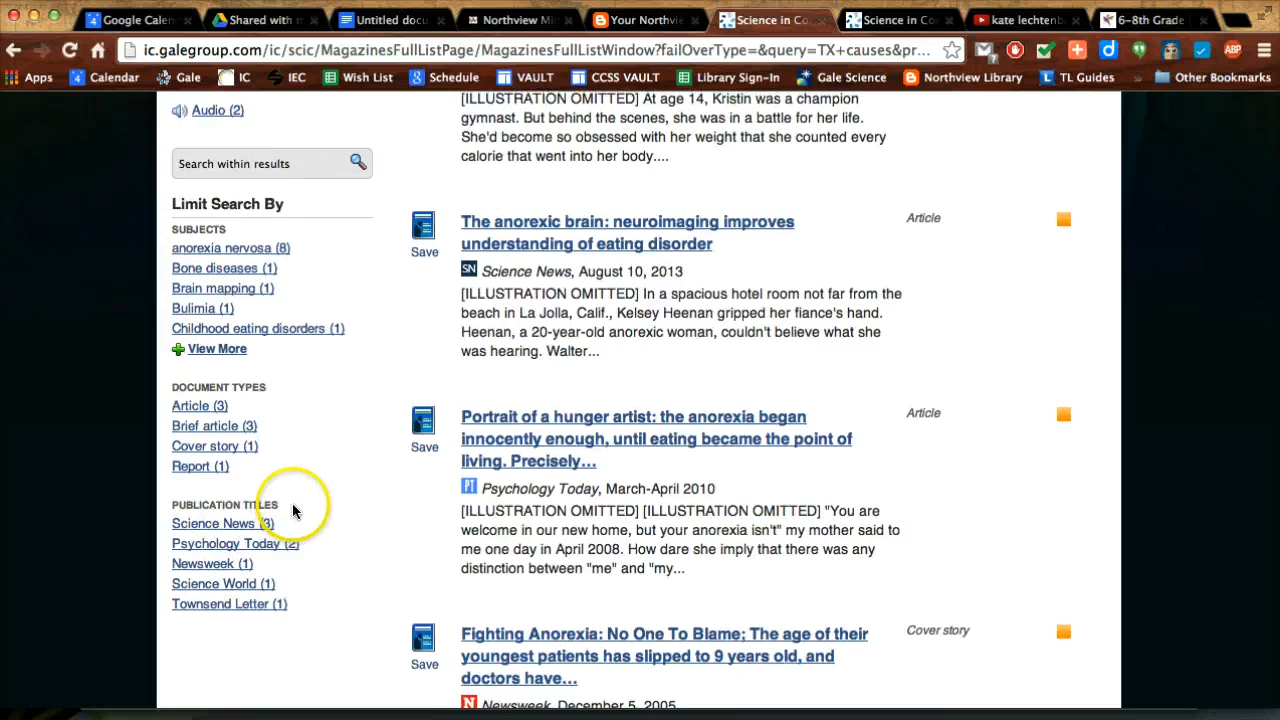 Google Calen
Shared with m
Untitled docu
Northview Mi
Your Northvie
Science in Co
Science in Co
kate lechtenb
6–8th Grade
ic.galegroup.com/ic/scic/MagazinesFullListPage/MagazinesFullListWindow?failOverType=&query=TX+causes&pr...
Apps
Calendar
Gale
IC
IEC
Wish List
Schedule
VAULT
CCSS VAULT
Library Sign-In
Gale Science
Northview Library
TL Guides
» Other Bookmarks
Audio (2)
Search within results
Limit Search By
SUBJECTS
anorexia nervosa (8)
Bone diseases (1)
Brain mapping (1)
Bulimia (1)
Childhood eating disorders (1)
View More
DOCUMENT TYPES
Article (3)
Brief article (3)
Cover story (1)
Report (1)
PUBLICATION TITLES
Science News (3)
Psychology Today (2)
Newsweek (1)
Science World (1)
Townsend Letter (1)
[ILLUSTRATION OMITTED] At age 14, Kristin was a champion
gymnast. But behind the scenes, she was in a battle for her life.
She'd become so obsessed with her weight that she counted every
calorie that went into her body....
Save
The anorexic brain: neuroimaging improves
understanding of eating disorder
Article
SN Science News, August 10, 2013
[ILLUSTRATION OMITTED] In a spacious hotel room not far from the
beach in La Jolla, Calif., Kelsey Heenan gripped her fiance's hand.
Heenan, a 20-year-old anorexic woman, couldn't believe what she
was hearing. Walter...
Save
Portrait of a hunger artist: the anorexia began
innocently enough, until eating became the point of
living. Precisely...
Article
PT Psychology Today, March-April 2010
[ILLUSTRATION OMITTED] [ILLUSTRATION OMITTED] "You are
welcome in our new home, but your anorexia isn't" my mother said to
me one day in April 2008. How dare she imply that there was any
distinction between "me" and "my...
Save
Fighting Anorexia: No One To Blame; The age of their
youngest patients has slipped to 9 years old, and
doctors have...
Cover story
N Newsweek, December 5, 2005